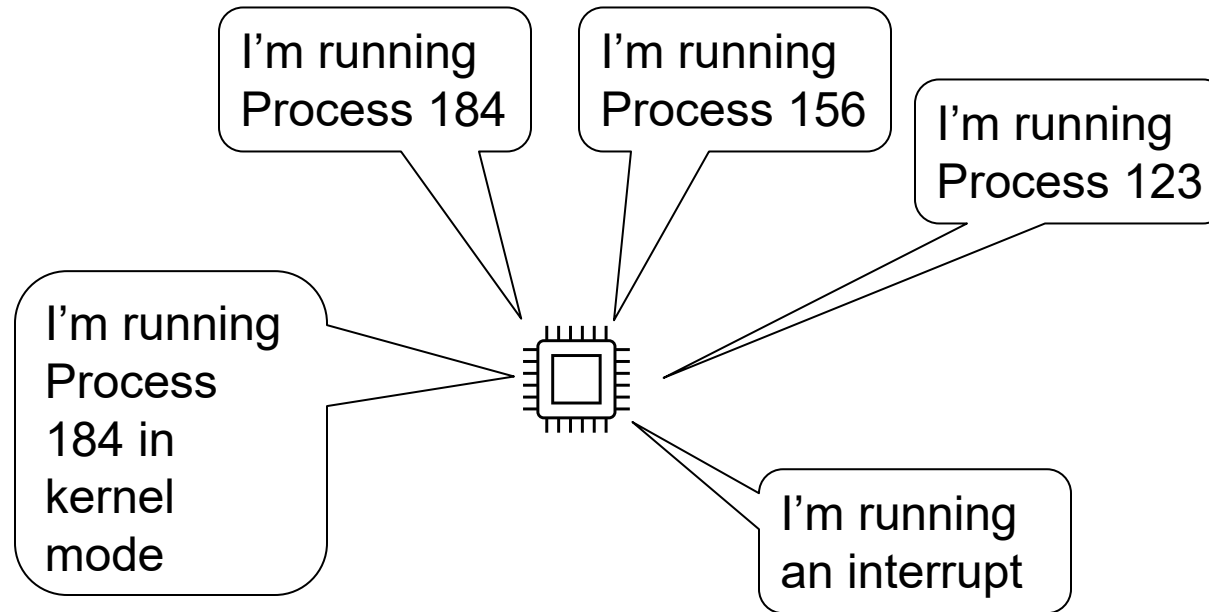 I’m running
Process 184
I’m running
Process 156
I’m running
Process 123
I’m running
Process
184 in
kernel
mode
I’m running
an interrupt